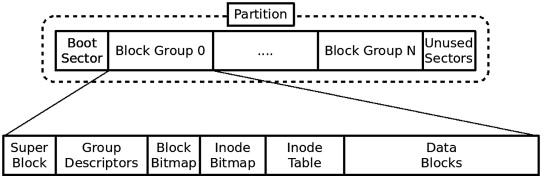 Partition
Boot Sector
Block Group 0
....
Block Group N
Unused Sectors
Super Block
Group Descriptors
Block Bitmap
Inode Bitmap
Inode Table
Data Blocks